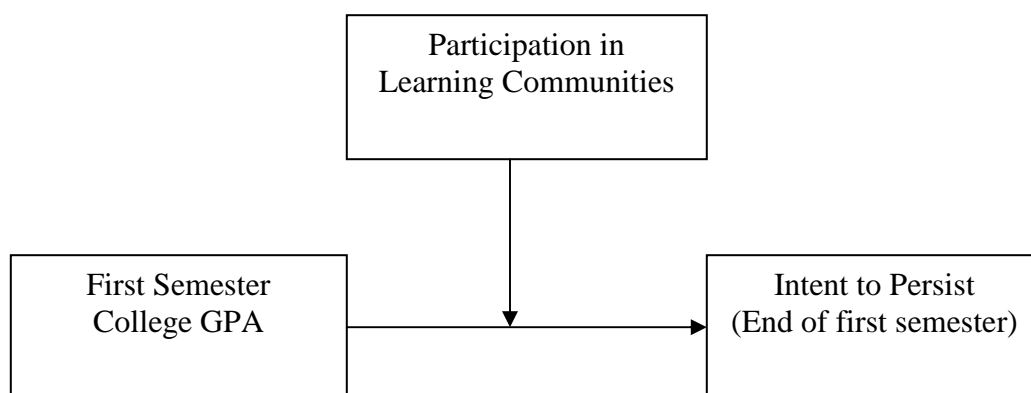 Participation in
Learning Communities
First Semester
College GPA
Intent to Persist
(End of first semester)